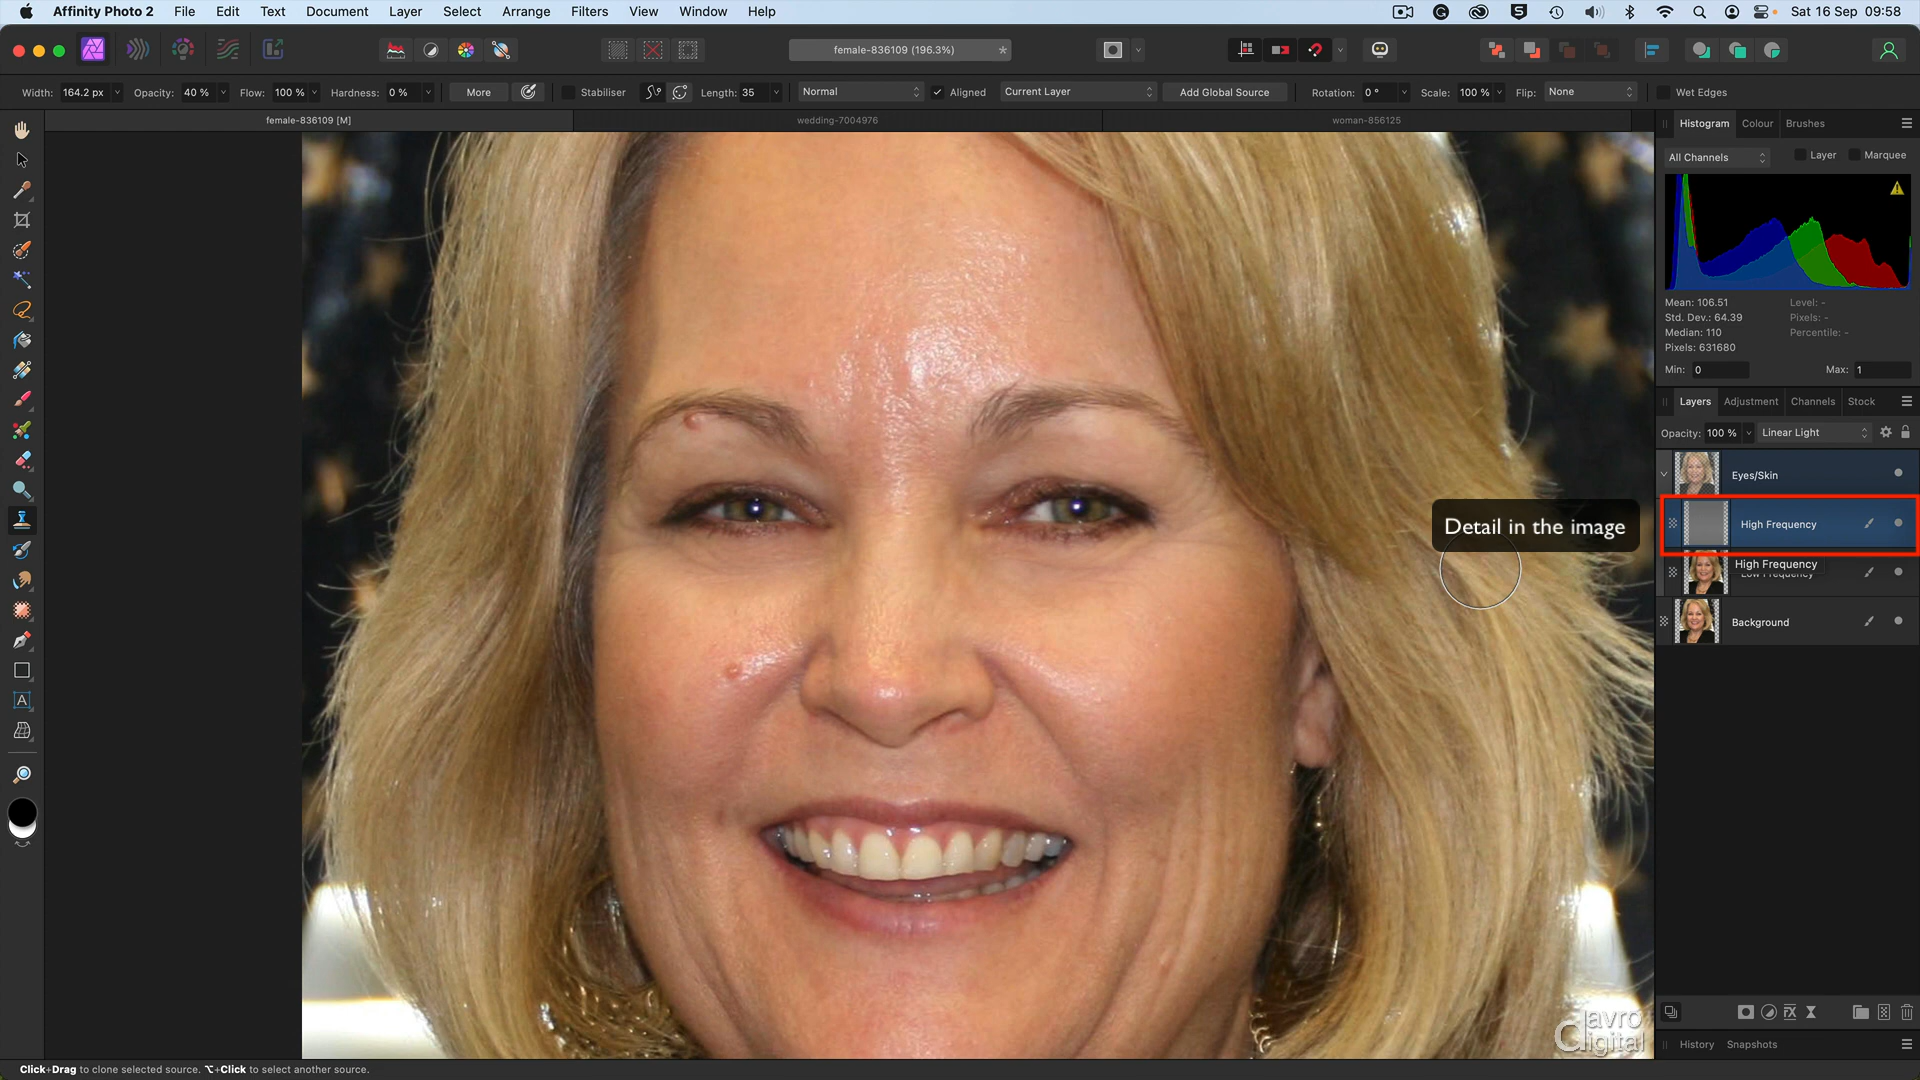 Affinity Photo 2 File Edit Text Document Layer Select Arrange Filters View Window Help Sat 16 Sep 09:58
female-836109 (196.3%) *
Width: 164.2 px Opacity: 40 % Flow: 100 % Hardness: 0 % More Stabiliser Length: 35 Normal Aligned Current Layer Add Global Source Rotation: 0 ° Scale: 100 % Flip: None Wet Edges
female-836109 [M] wedding-7004976 woman-856125
Histogram Colour Brushes
All Channels Layer Marquee
Mean: 106.51 Level: -
Std. Dev.: 64.39 Pixels: -
Median: 110 Percentile: -
Pixels: 631680
Min: 0 Max: 1
Layers Adjustment Channels Stock
Opacity: 100 % Linear Light
Eyes/Skin
High Frequency
Detail in the image
High Frequency
Low Frequency
Background
A
Clavro
Digital
History Snapshots
Click+Drag to clone selected source. ⌥+Click to select another source.